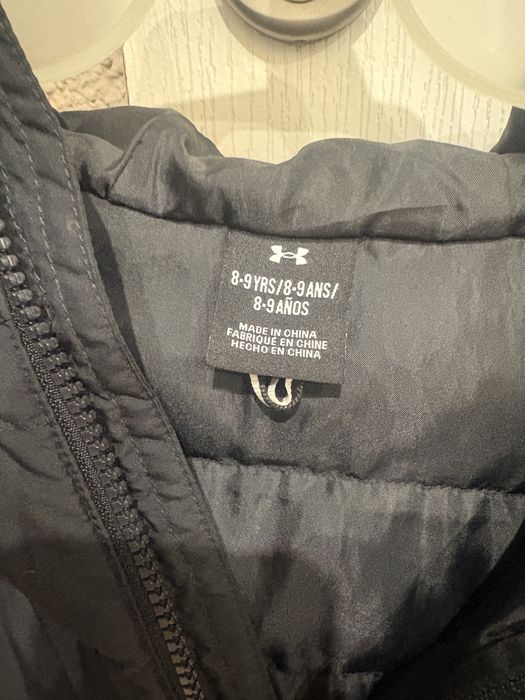 8-9 YRS/8-9 ANS/
8-9 AÑOS
MADE IN CHINA
FABRIQUÉ EN CHINE
HECHO EN CHINA